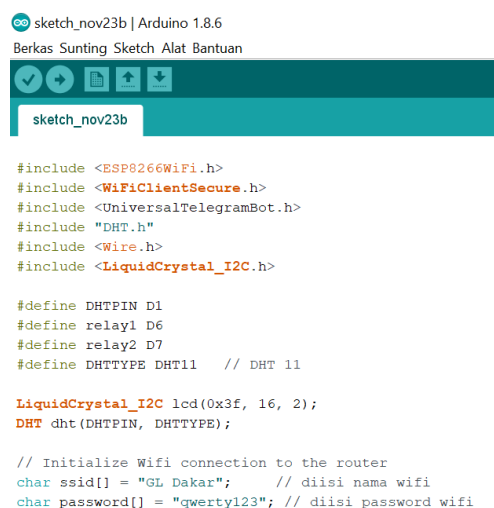 sketch_nov23b | Arduino 1.8.6
Berkas Sunting Sketch Alat Bantuan
sketch_nov23b
#include <ESP8266WiFi.h>
#include <WiFiClientSecure.h>
#include <UniversalTelegramBot.h>
#include "DHT.h"
#include <Wire.h>
#include <LiquidCrystal_I2C.h>
#define DHTPIN D1
#define relay1 D6
#define relay2 D7
#define DHTTYPE DHT11   // DHT 11
LiquidCrystal_I2C lcd(0x3f, 16, 2);
DHT dht(DHTPIN, DHTTYPE);
// Initialize Wifi connection to the router
char ssid[] = "GL Dakar";     // diisi nama wifi
char password[] = "qwerty123"; // diisi password wifi